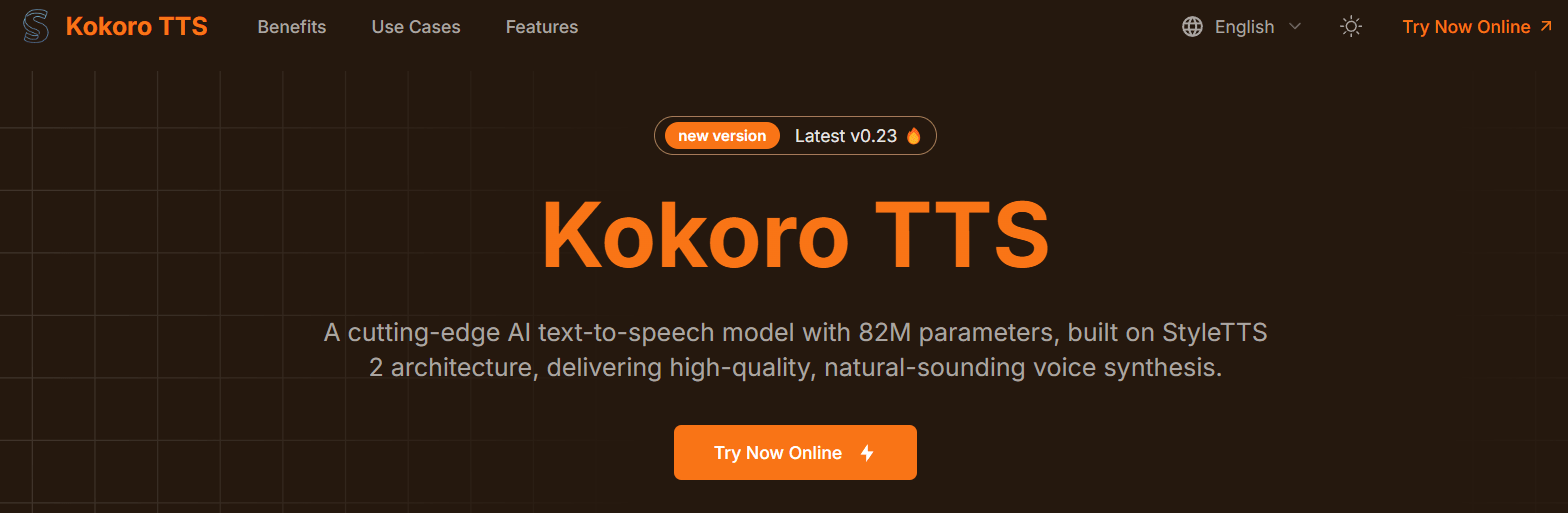 Kokoro TTS
Benefits
Use Cases
Features
English
Try Now Online
new version
Latest v0.23
Kokoro TTS
A cutting-edge AI text-to-speech model with 82M parameters, built on StyleTTS
2 architecture, delivering high-quality, natural-sounding voice synthesis.
Try Now Online